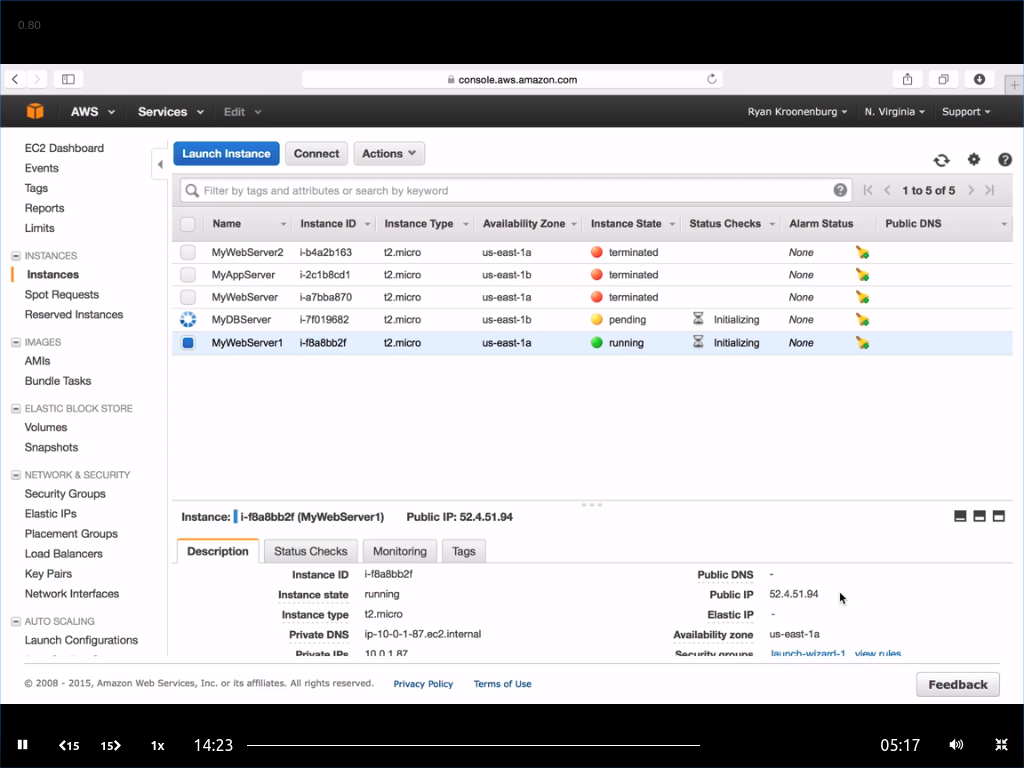 0.80
console.aws.amazon.com
AWS Services Edit Ryan Kroonenburg N. Virginia Support
EC2 Dashboard
Events
Tags
Reports
Limits
INSTANCES
Instances
Spot Requests
Reserved Instances
IMAGES
AMIs
Bundle Tasks
ELASTIC BLOCK STORE
Volumes
Snapshots
NETWORK & SECURITY
Security Groups
Elastic IPs
Placement Groups
Load Balancers
Key Pairs
Network Interfaces
AUTO SCALING
Launch Configurations
Launch Instance Connect Actions
Filter by tags and attributes or search by keyword 1 to 5 of 5
Name Instance ID Instance Type Availability Zone Instance State Status Checks Alarm Status Public DNS
MyWebServer2 i-b4a2b163 t2.micro us-east-1a terminated None
MyAppServer i-2c1b8cd1 t2.micro us-east-1b terminated None
MyWebServer i-a7bba870 t2.micro us-east-1a terminated None
MyDBServer i-7f019682 t2.micro us-east-1b pending Initializing None
MyWebServer1 i-f8a8bb2f t2.micro us-east-1a running Initializing None
Instance: i-f8a8bb2f (MyWebServer1) Public IP: 52.4.51.94
Description Status Checks Monitoring Tags
Instance ID i-f8a8bb2f Public DNS -
Instance state running Public IP 52.4.51.94
Instance type t2.micro Elastic IP -
Private DNS ip-10-0-1-87.ec2.internal Availability zone us-east-1a
Private IPs 10.0.1.87 Security groups launch-wizard-1. view rules
© 2008 - 2015, Amazon Web Services, Inc. or its affiliates. All rights reserved. Privacy Policy Terms of Use Feedback
15 15 1x 14:23 05:17